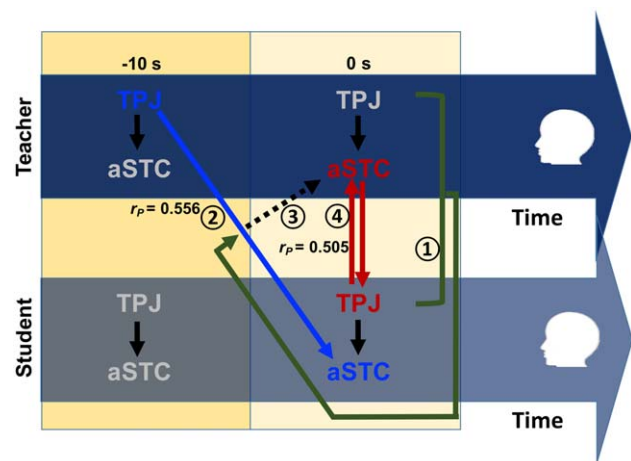 -10 s
0 s
Teacher
TPJ
TPJ
aSTC
aSTC
rP = 0.556
②
③
④
①
Time
rP = 0.505
Student
TPJ
TPJ
aSTC
aSTC
Time